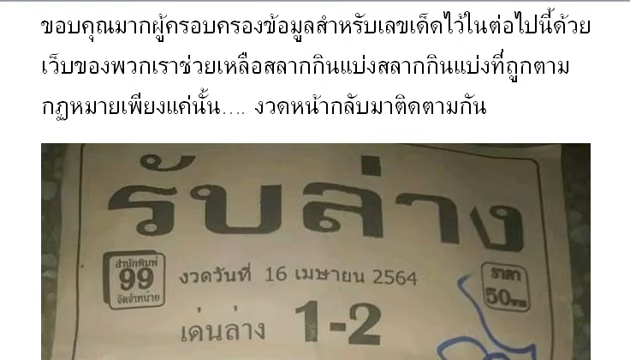 ขอบคุณมากผู้ครอบครองข้อมูลสำหรับเลขเด็ดไว้ในต่อไปนี้ด้วย
เว็บของพวกเราช่วยเหลือสลากกินแบ่งสลากกินแบ่งที่ถูกตาม
กฎหมายเพียงแค่นั้น.... งวดหน้ากลับมาติดตามกัน
รับล่าง
สำนักพิมพ์
99
จัดจำหน่าย
งวดวันที่ 16 เมษายน 2564
ราคา
50บาท
เด่นล่าง 1-2